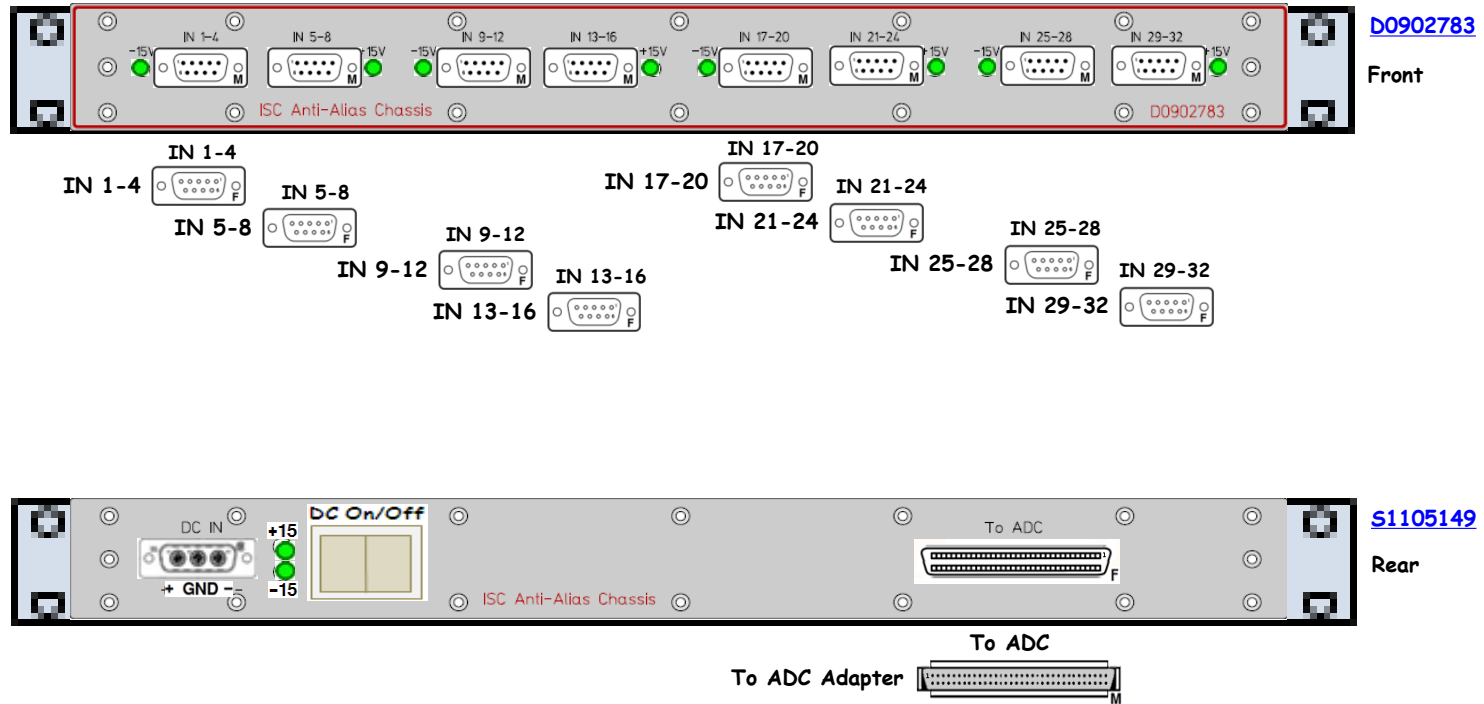 D0902783
Front
IN 1-4 IN 5-8 IN 9-12 IN 13-16 IN 17-20 IN 21-24 IN 25-28 IN 29-32
-15V +15V -15V +15V -15V +15V -15V +15V
M M M M M M M M
ISC Anti-Alias Chassis D0902783
IN 1-4
IN 1-4 F
IN 5-8
IN 5-8 F
IN 9-12
IN 9-12 F
IN 13-16
IN 13-16 F
IN 17-20
IN 17-20 F
IN 21-24
IN 21-24 F
IN 25-28
IN 25-28 F
IN 29-32
IN 29-32 F
S1105149
Rear
DC IN
+ GND -
+15
-15
DC On/Off
ISC Anti-Alias Chassis
To ADC
1
F
To ADC
To ADC Adapter
1
M